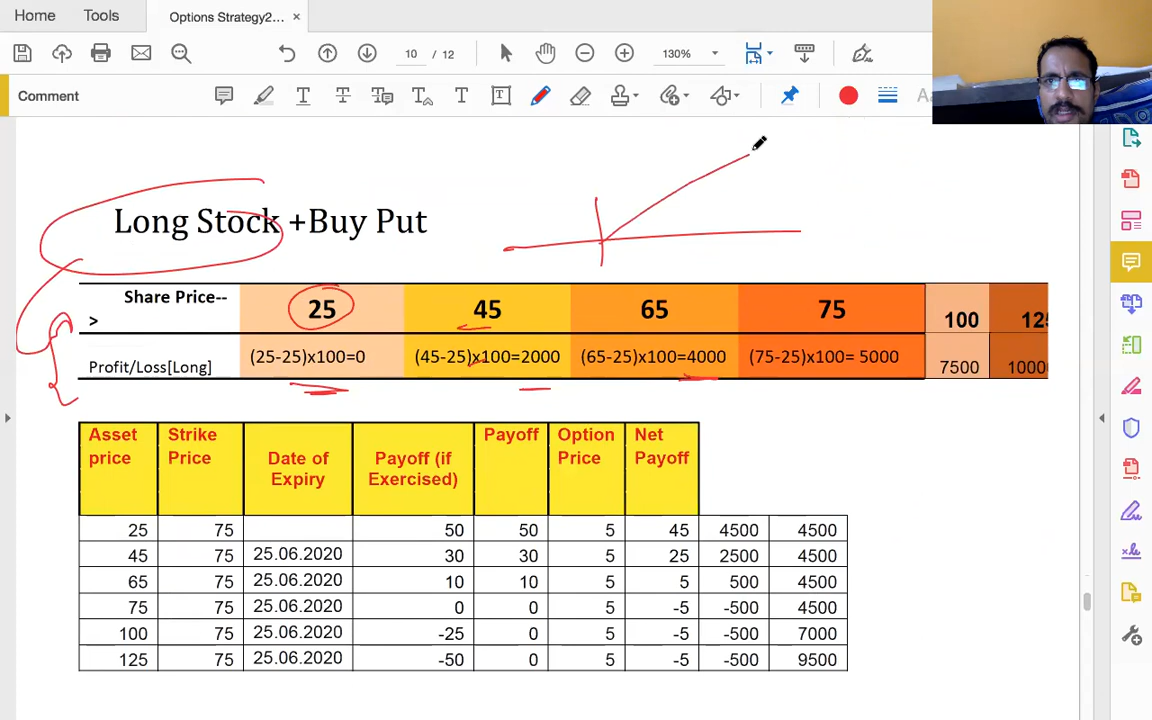 Home Tools Options Strategy2... ×
10 / 12 130%
Comment
Long Stock +Buy Put
Share Price-->
25 45 65 75 100 125
Profit/Loss[Long] (25-25)x100=0 (45-25)x100=2000 (65-25)x100=4000 (75-25)x100= 5000 7500 10000
Asset price Strike Price Date of Expiry Payoff (if Exercised) Payoff Option Price Net Payoff
25 75 50 50 5 45 4500 4500
45 75 25.06.2020 30 30 5 25 2500 4500
65 75 25.06.2020 10 10 5 5 500 4500
75 75 25.06.2020 0 0 5 -5 -500 4500
100 75 25.06.2020 -25 0 5 -5 -500 7000
125 75 25.06.2020 -50 0 5 -5 -500 9500